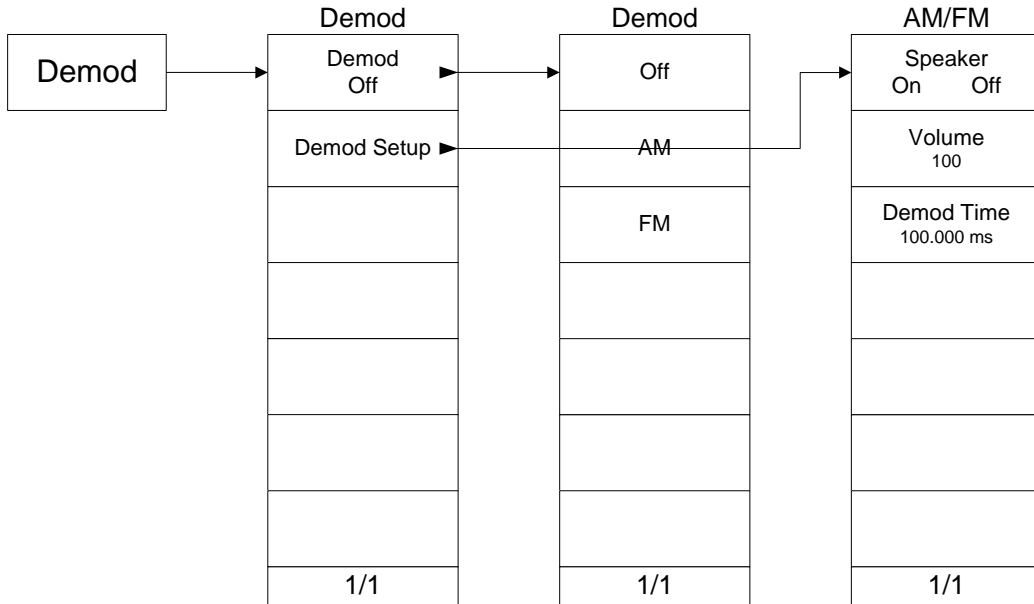 Demod
Demod
Demod
Off
Demod Setup
1/1
Demod
Off
AM
FM
1/1
AM/FM
Speaker
On Off
Volume
100
Demod Time
100.000 ms
1/1